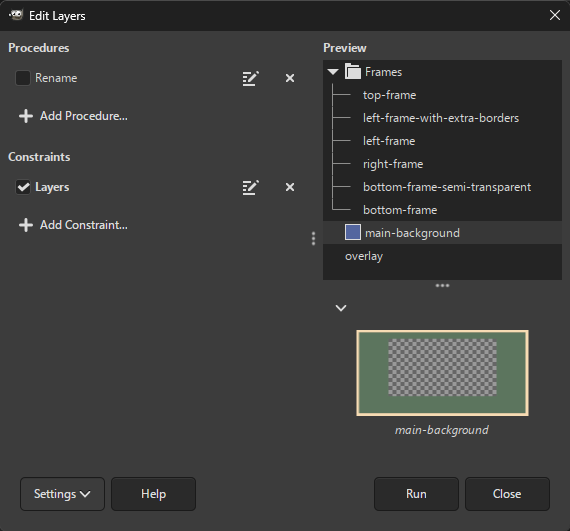 Edit Layers
Procedures
Rename
Add Procedure...
Constraints
Layers
Add Constraint...
Preview
Frames
top-frame
left-frame-with-extra-borders
left-frame
right-frame
bottom-frame-semi-transparent
bottom-frame
main-background
overlay
main-background
Settings
Help
Run
Close